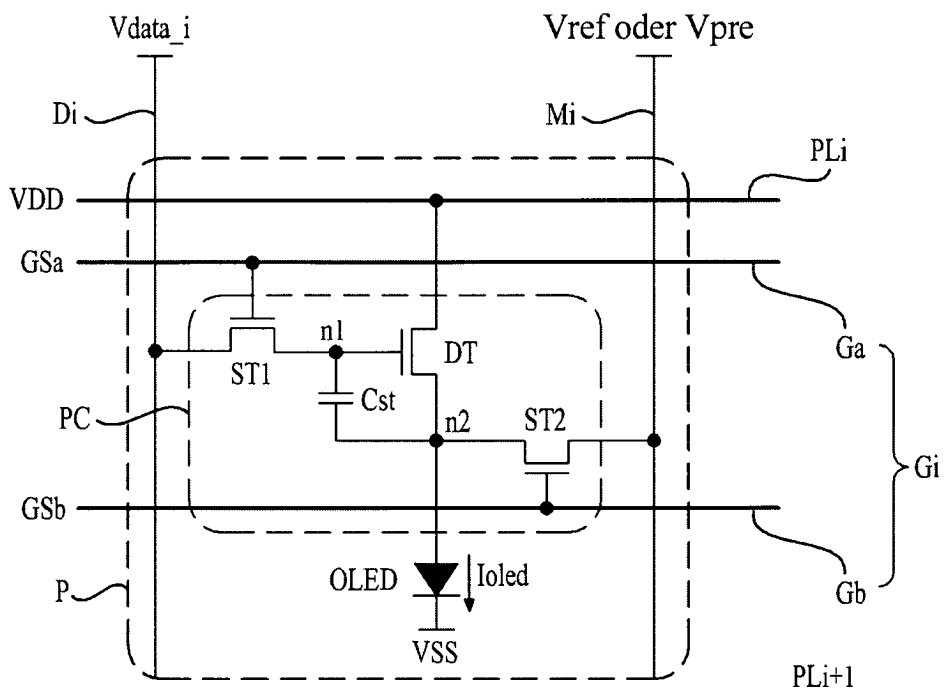 Vdata_i
Vref oder Vpre
Di
Mi
PLi
VDD
GSa
n1
DT
Ga
ST1
Cst
PC
n2
ST2
Gi
GSb
OLED
Ioled
P
Gb
VSS
PLi+1